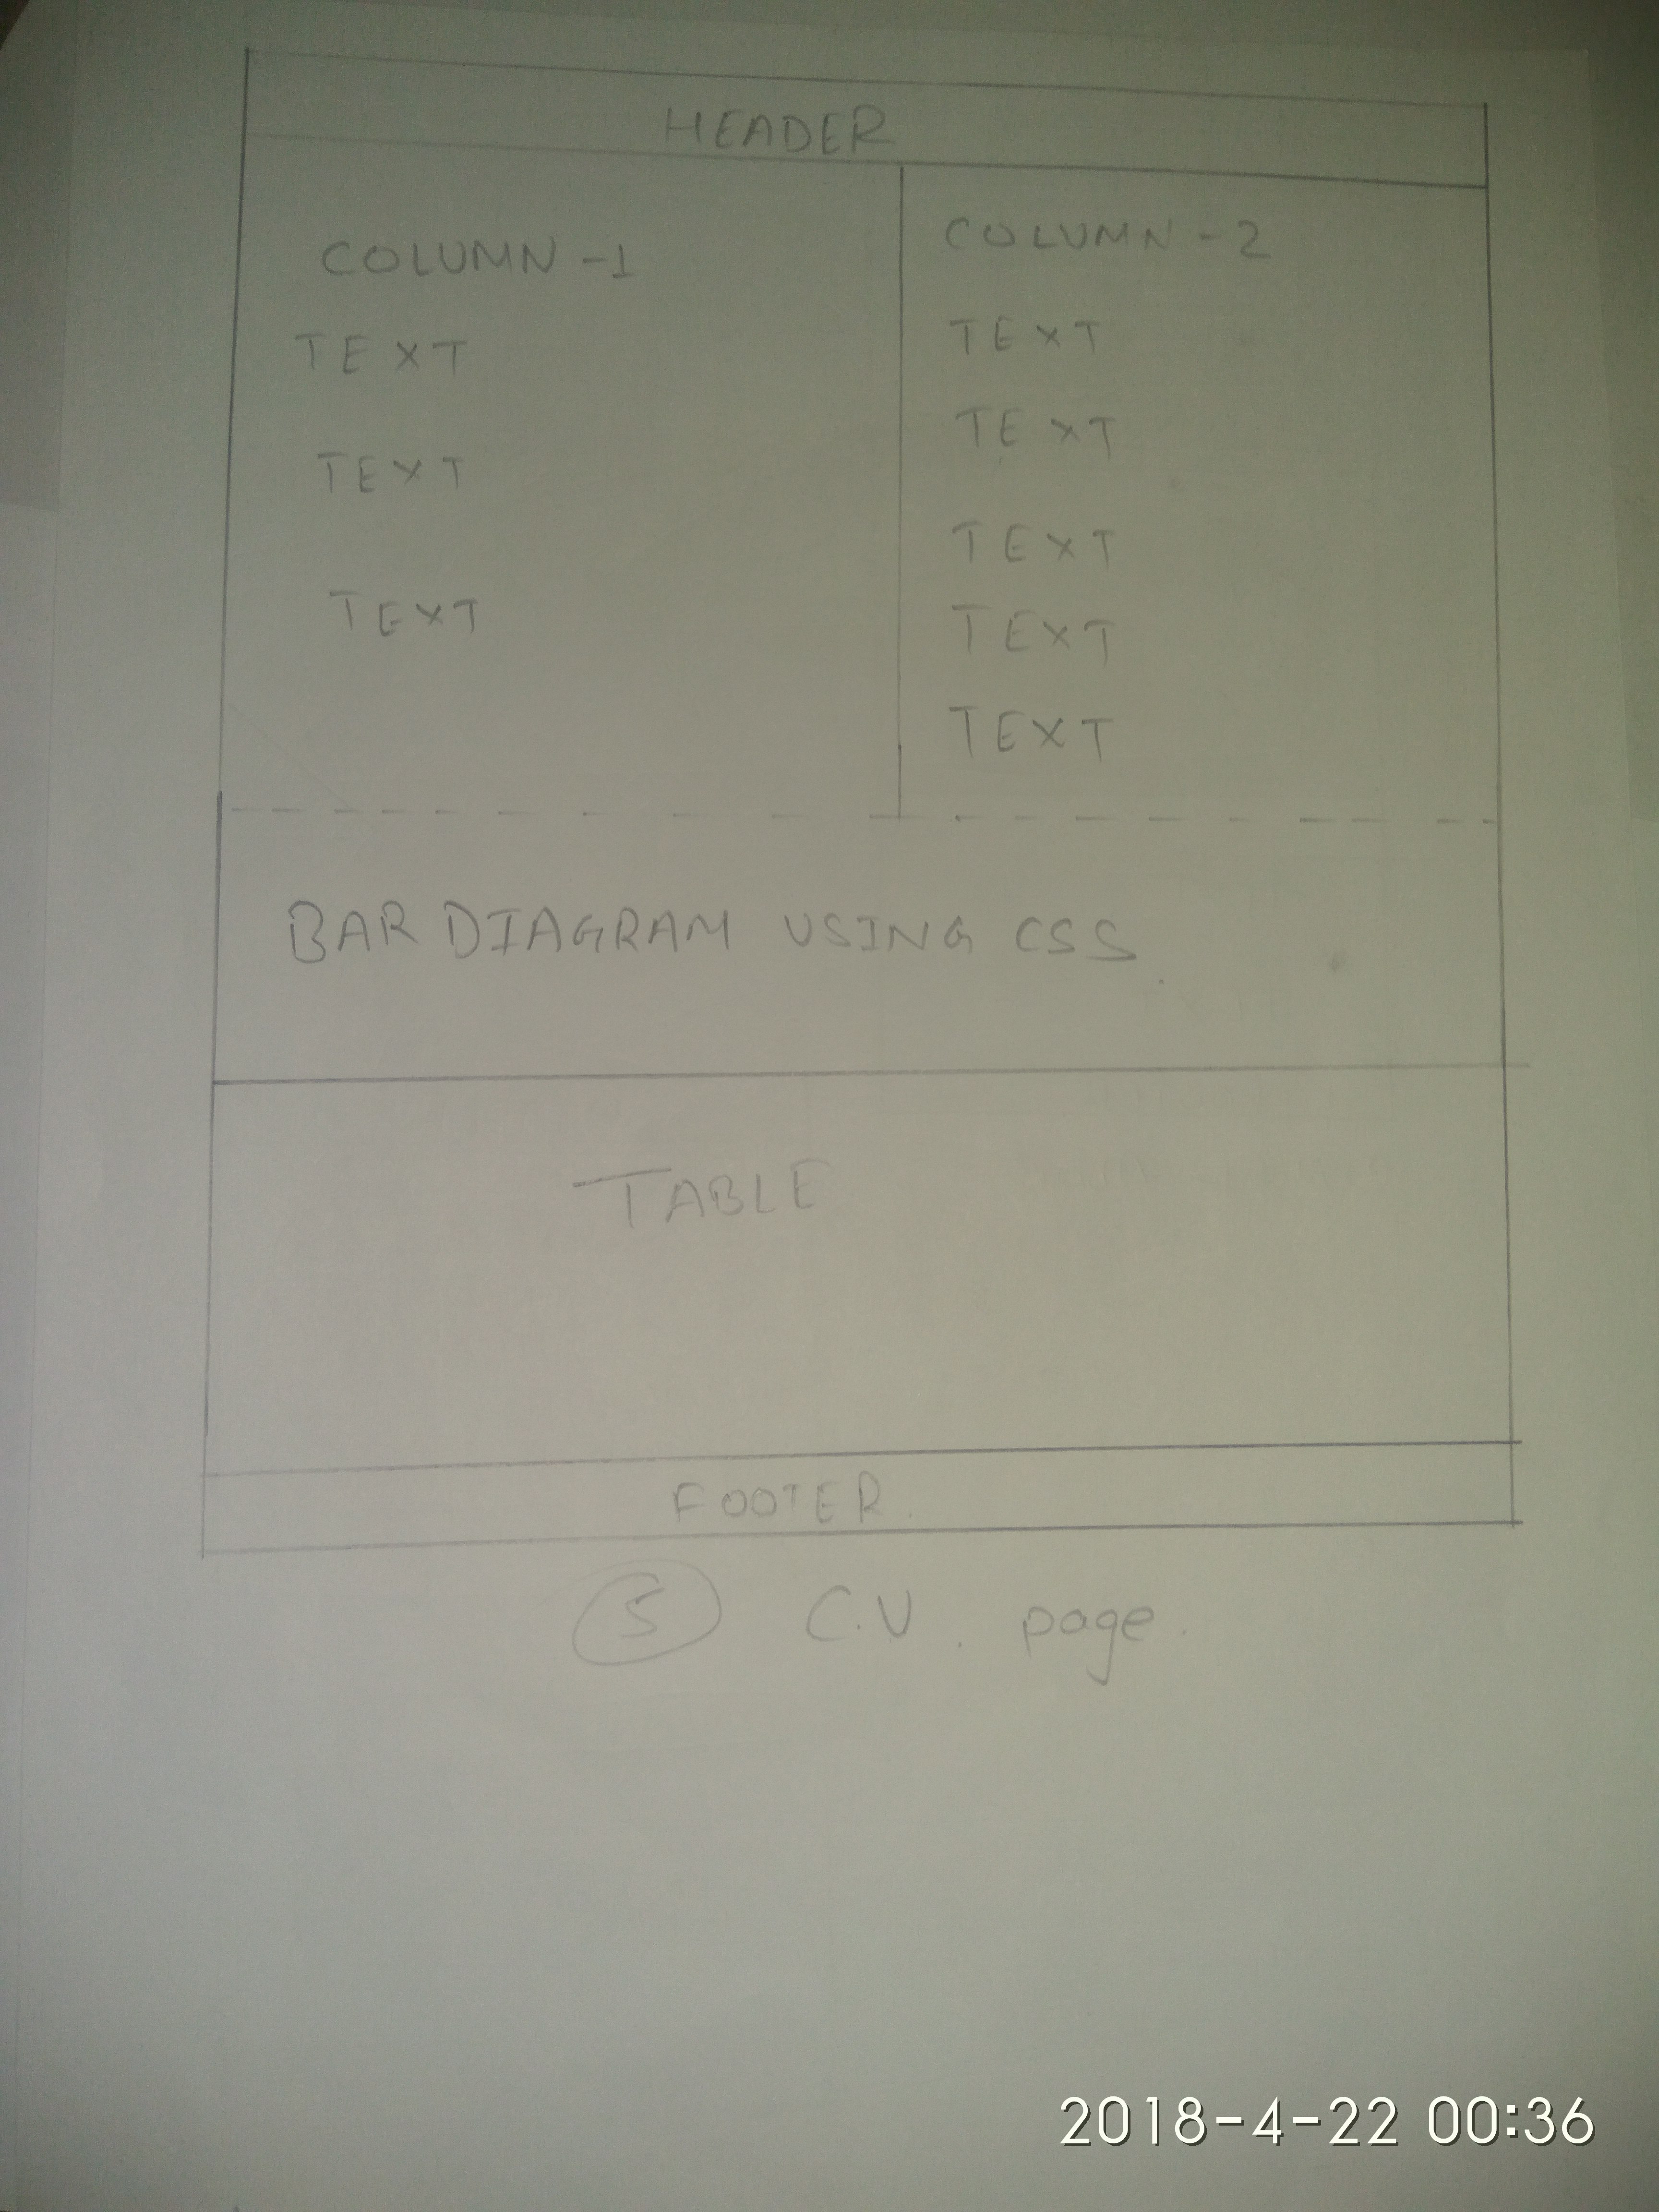 HEADER
COLUMN -1
TEXT
TEXT
TEXT
COLUMN - 2
TEXT
TEXT
TEXT
TEXT
TEXT
BAR DIAGRAM USING CSS
TABLE
FOOTER.
5 C.V. page.
2018-4-22 00:36